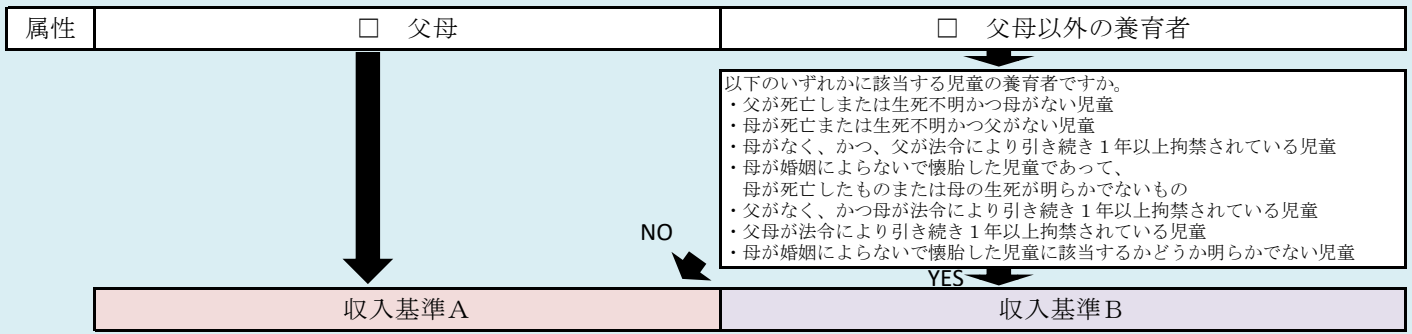 属性
□ 父母
□ 父母以外の養育者
以下のいずれかに該当する児童の養育者ですか。
・父が死亡しまたは生死不明かつ母がない児童
・母が死亡または生死不明かつ父がない児童
・母がなく、かつ、父が法令により引き続き1年以上拘禁されている児童
・母が婚姻によらないで懐胎した児童であって、
母が死亡したものまたは母の生死が明らかでないもの
・父がなく、かつ母が法令により引き続き1年以上拘禁されている児童
・父母が法令により引き続き1年以上拘禁されている児童
・母が婚姻によらないで懐胎した児童に該当するかどうか明らかでない児童
NO
YES
収入基準A
収入基準B